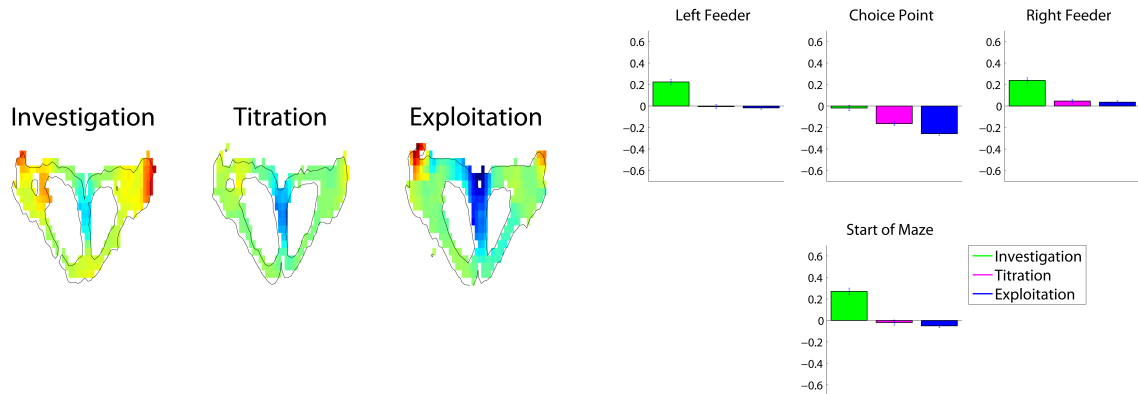 Investigation
Titration
Exploitation
Left Feeder
0.6
0.4
0.2
0
−0.2
−0.4
−0.6
Choice Point
0.6
0.4
0.2
0
−0.2
−0.4
−0.6
Right Feeder
0.6
0.4
0.2
0
−0.2
−0.4
−0.6
Start of Maze
0.6
0.4
0.2
0
−0.2
−0.4
−0.6
Investigation
Titration
Exploitation